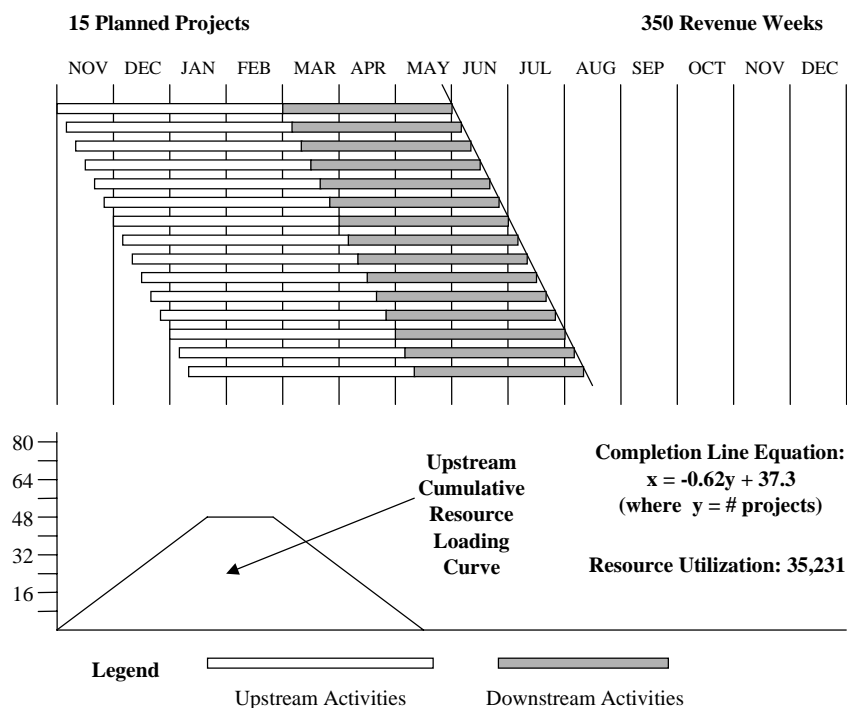 15 Planned Projects 350 Revenue Weeks
NOV DEC JAN FEB MAR APR MAY JUN JUL AUG SEP OCT NOV DEC
80
64
48
32
16
Upstream
Cumulative
Resource
Loading
Curve
Completion Line Equation:
x = -0.62y + 37.3
(where y = # projects)
Resource Utilization: 35,231
Legend
Upstream Activities Downstream Activities